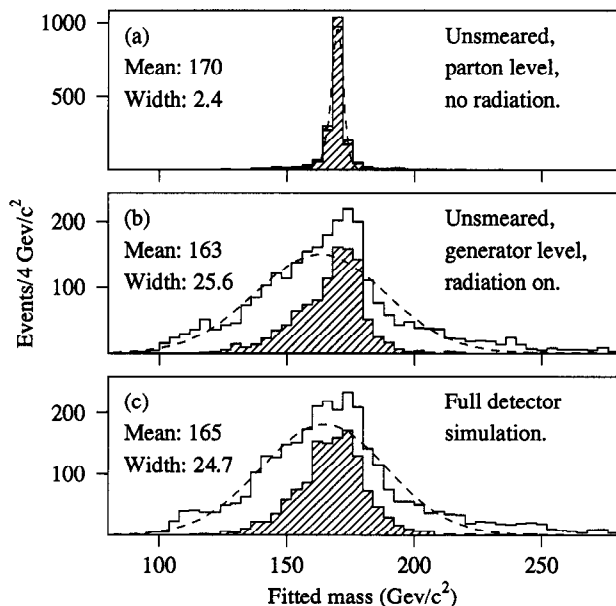 1000
500
(a)
Mean: 170
Width: 2.4
Unsmeared,
parton level,
no radiation.
Events/4 Gev/c²
200
100
(b)
Mean: 163
Width: 25.6
Unsmeared,
generator level,
radiation on.
200
100
(c)
Mean: 165
Width: 24.7
Full detector
simulation.
100 150 200 250
Fitted mass (Gev/c²)